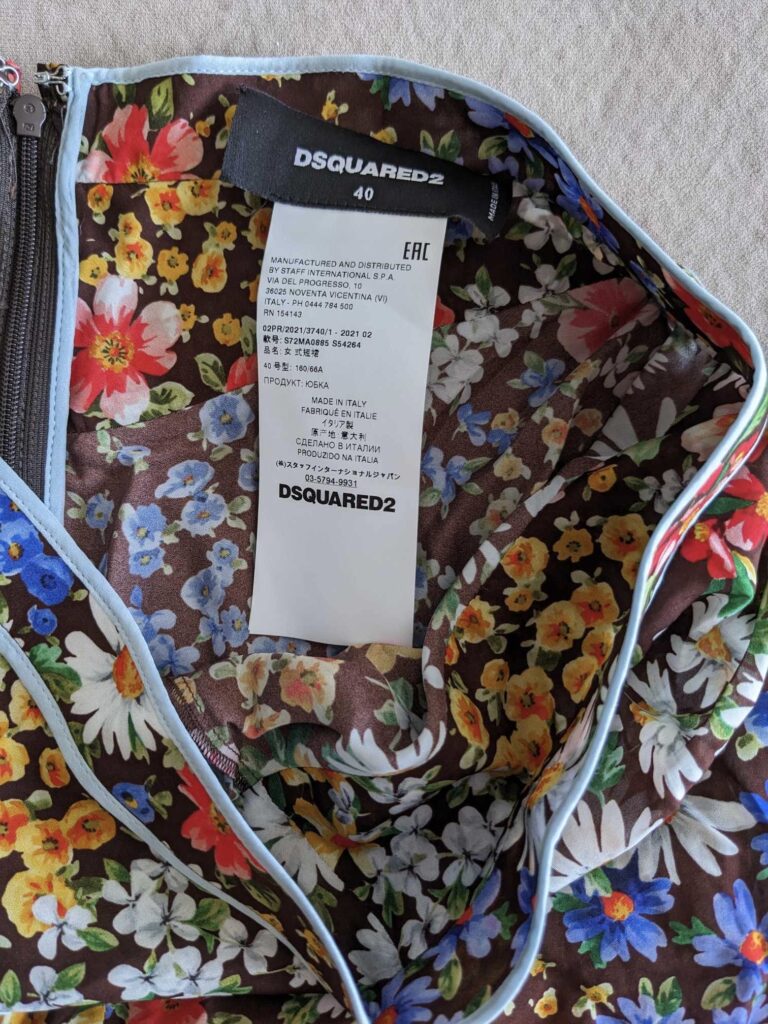 DSQUARED2
40
MADE IN ITALY
EAC
MANUFACTURED AND DISTRIBUTED
BY STAFF INTERNATIONAL S.P.A.
VIA DEL PROGRESSO, 10
36025 NOVENTA VICENTINA (VI)
ITALY - PH 0444 784 500
RN 154143
02PR/2021/3740/1 - 2021 02
款号: S72MA0885 S54264
品名: 女式短裙
40 号型: 160/66A
ПРОДУКТ: ЮБКА
MADE IN ITALY
FABRIQUÉ EN ITALIE
イタリア製
原产地 意大利
СДЕЛАНО В ИТАЛИИ
PRODUZIDO NA ITALIA
(株)スタッフインターナショナルジャパン
03-5794-9931
DSQUARED2